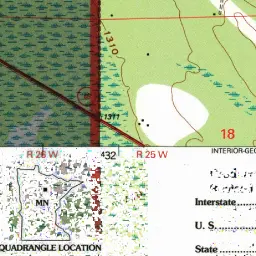 1310
1311
18
INTERIOR-GEO
R 26 W
432
R 25 W
MN
Interstate
U. S.
QUADRANGLE LOCATION
State